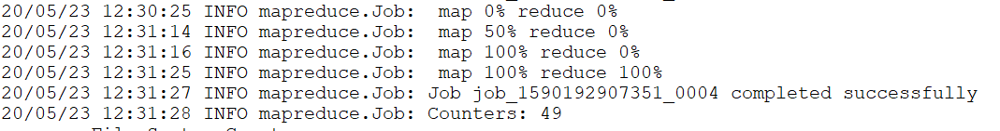 20/05/23 12:30:25 INFO mapreduce.Job:  map 0% reduce 0%
20/05/23 12:31:14 INFO mapreduce.Job:  map 50% reduce 0%
20/05/23 12:31:16 INFO mapreduce.Job:  map 100% reduce 0%
20/05/23 12:31:25 INFO mapreduce.Job:  map 100% reduce 100%
20/05/23 12:31:27 INFO mapreduce.Job: Job job_1590192907351_0004 completed successfully
20/05/23 12:31:28 INFO mapreduce.Job: Counters: 49